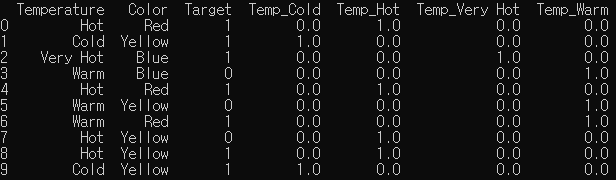 Temperature Color Target Temp_Cold Temp_Hot Temp_Very Hot Temp_Warm
0 Hot Red 1 0.0 1.0 0.0 0.0
1 Cold Yellow 1 1.0 0.0 0.0 0.0
2 Very Hot Blue 1 0.0 0.0 1.0 0.0
3 Warm Blue 0 0.0 0.0 0.0 1.0
4 Hot Red 1 0.0 1.0 0.0 0.0
5 Warm Yellow 0 0.0 0.0 0.0 1.0
6 Warm Red 1 0.0 0.0 0.0 1.0
7 Hot Yellow 0 0.0 1.0 0.0 0.0
8 Hot Yellow 1 0.0 1.0 0.0 0.0
9 Cold Yellow 1 1.0 0.0 0.0 0.0